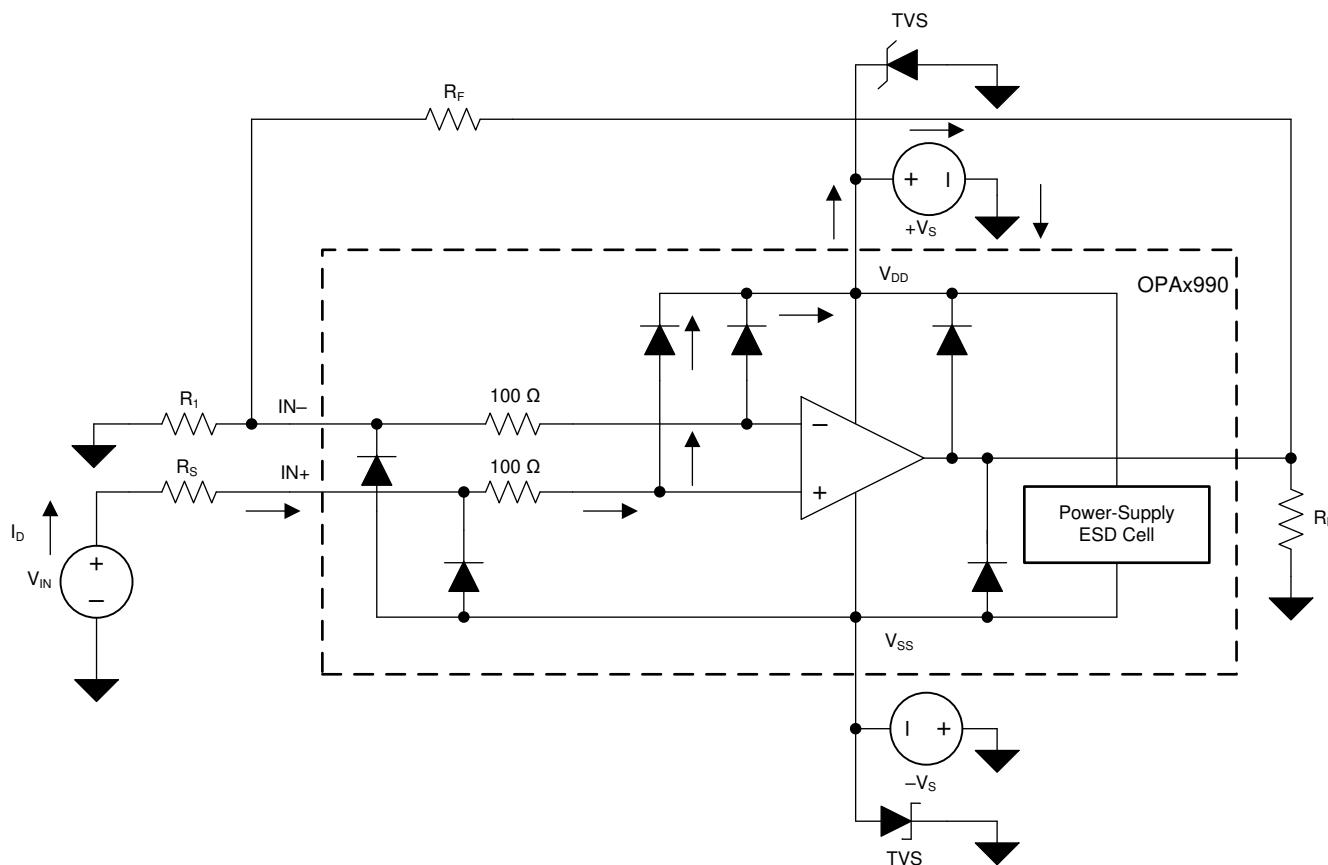 TVS
R_F
+ −
+V_S
V_DD
OPAx990
R_1
IN–
100 Ω
−
R_S
IN+
100 Ω
+
Power-Supply
ESD Cell
I_D
V_IN
+
–
V_SS
− +
–V_S
TVS